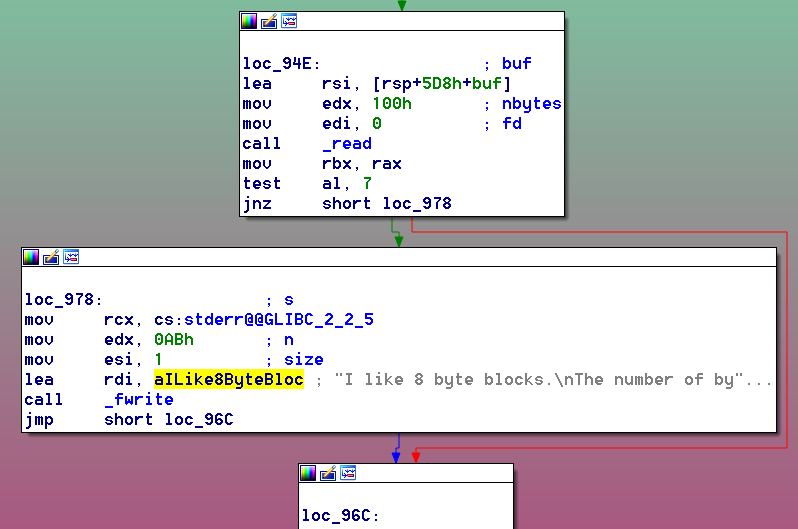 loc_94E: ; buf
lea rsi, [rsp+5D8h+buf]
mov edx, 100h ; nbytes
mov edi, 0 ; fd
call _read
mov rbx, rax
test al, 7
jnz short loc_978
loc_978: ; s
mov rcx, cs:stderr@@GLIBC_2_2_5
mov edx, 0ABh ; n
mov esi, 1 ; size
lea rdi, aILike8ByteBloc ; "I like 8 byte blocks.\nThe number of by"...
call _fwrite
jmp short loc_96C
loc_96C: